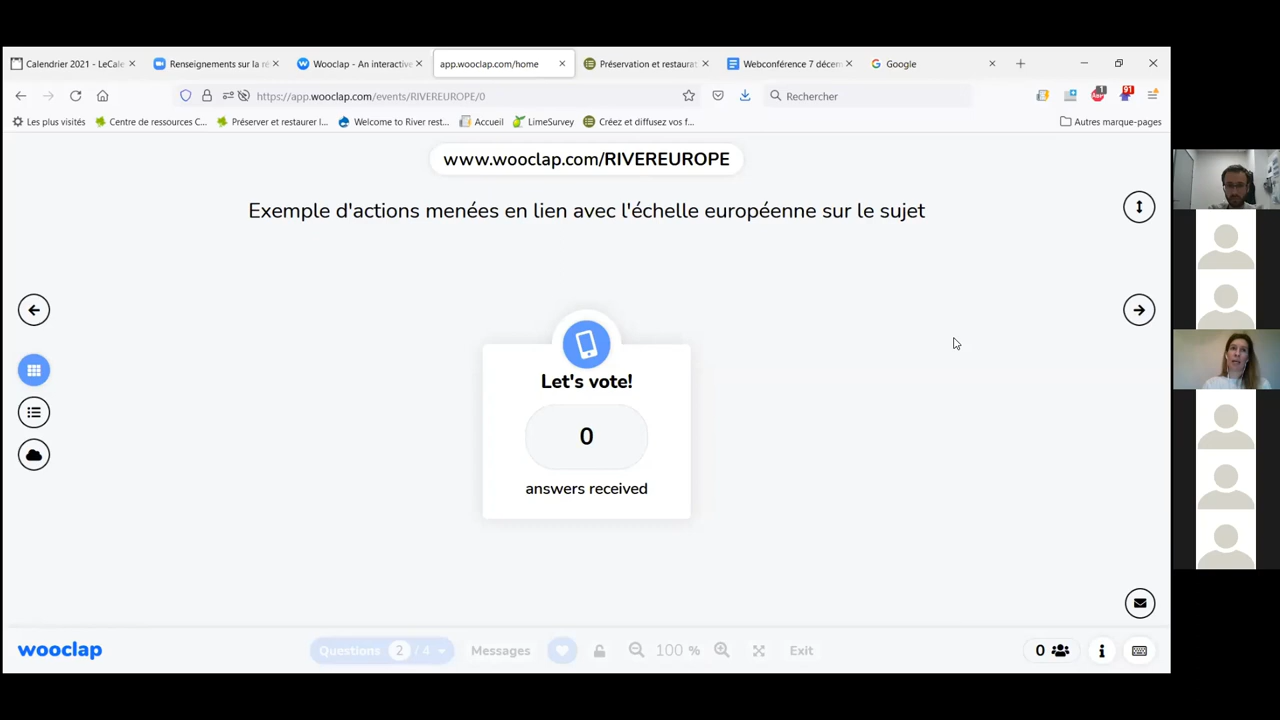 Calendrier 2021 - LeCale
Renseignements sur la ré
Wooclap - An interactive
app.wooclap.com/home
Préservation et restaurat
Webconférence 7 décem
Google
https://app.wooclap.com/events/RIVEREUROPE/0
Rechercher
1
91
Les plus visités
Centre de ressources C...
Préserver et restaurer l...
Welcome to River rest...
Accueil
LimeSurvey
Créez et diffusez vos f...
Autres marque-pages
www.wooclap.com/RIVEREUROPE
Exemple d'actions menées en lien avec l'échelle européenne sur le sujet
Let's vote!
0
answers received
wooclap
Questions 2 / 4
Messages
100 %
Exit
0